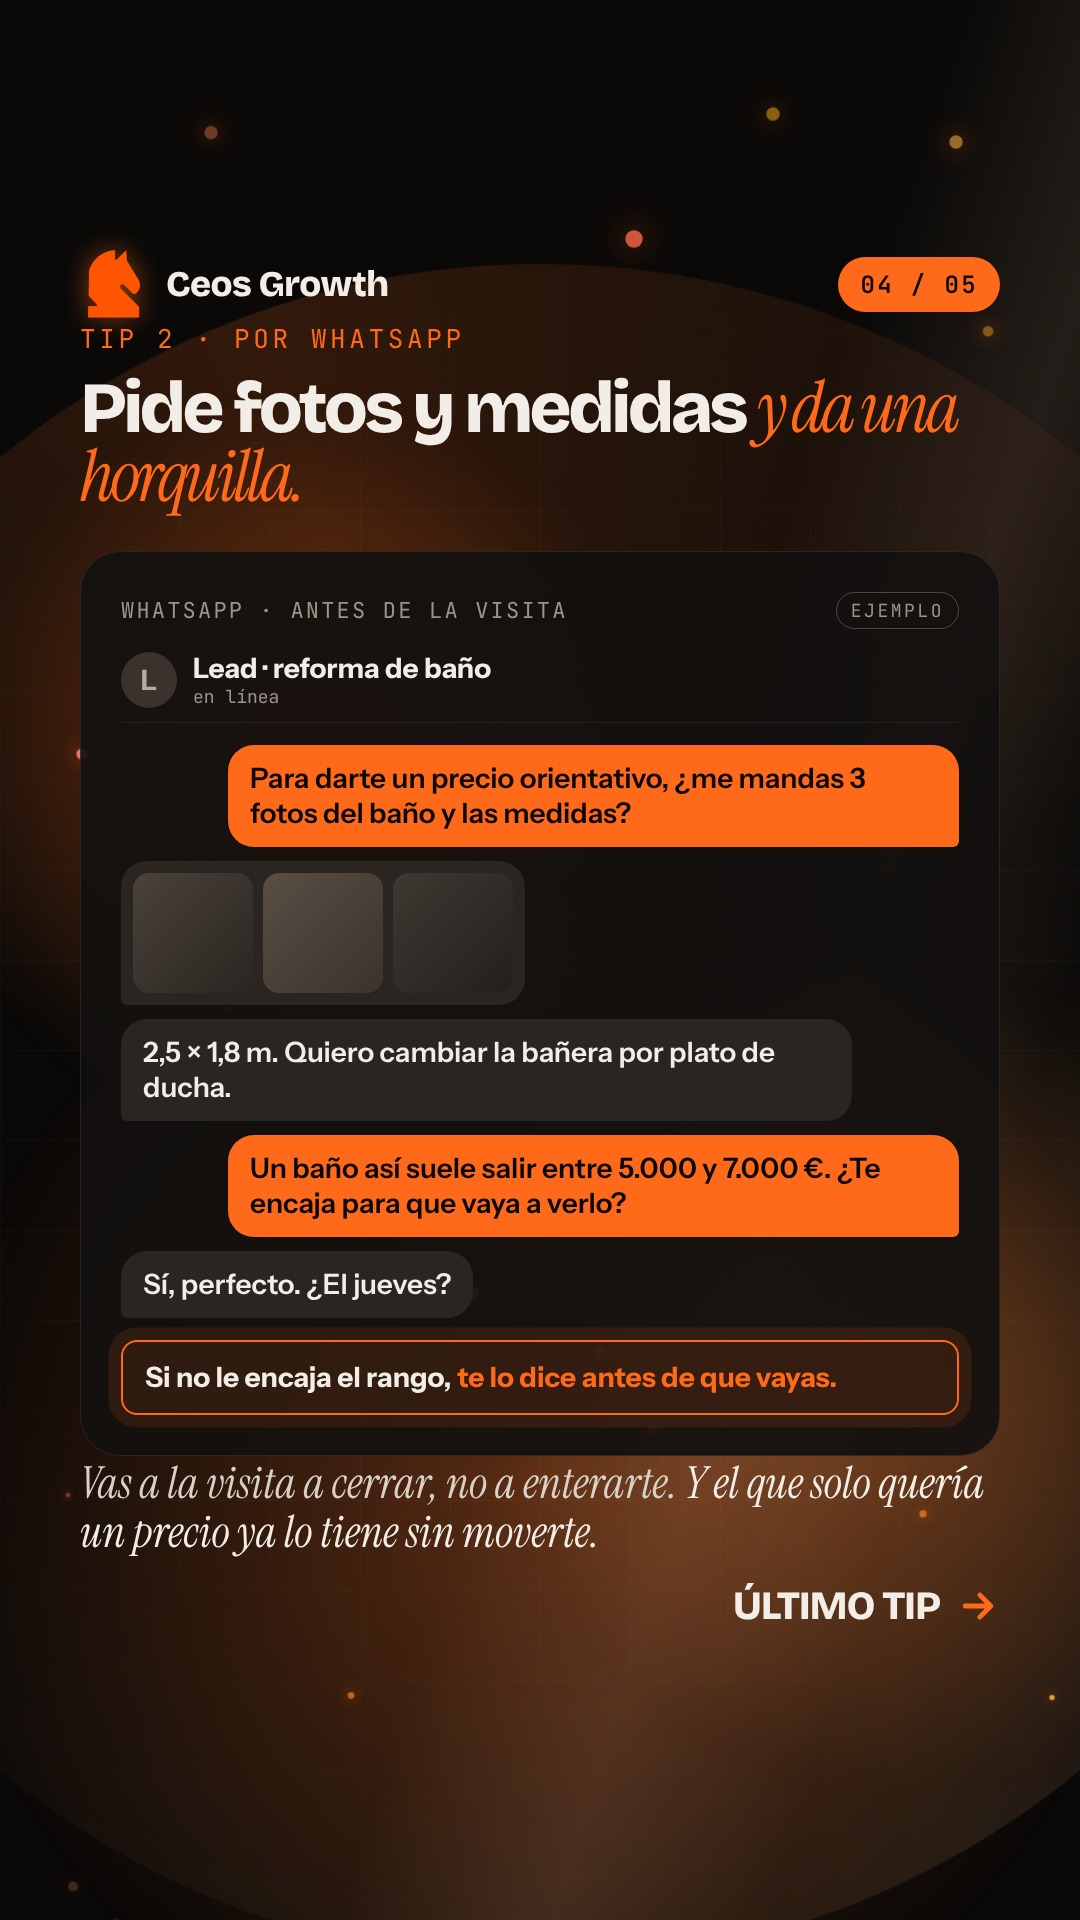 Ceos Growth
04 / 05
TIP 2 · POR WHATSAPP
Pide fotos y medidas y da una
horquilla.
WHATSAPP · ANTES DE LA VISITA
EJEMPLO
L
Lead · reforma de baño
en línea
Para darte un precio orientativo, ¿me mandas 3
fotos del baño y las medidas?
2,5 × 1,8 m. Quiero cambiar la bañera por plato de
ducha.
Un baño así suele salir entre 5.000 y 7.000 €. ¿Te
encaja para que vaya a verlo?
Sí, perfecto. ¿El jueves?
Si no le encaja el rango, te lo dice antes de que vayas.
Vas a la visita a cerrar, no a enterarte. Y el que solo quería
un precio ya lo tiene sin moverte.
ÚLTIMO TIP →